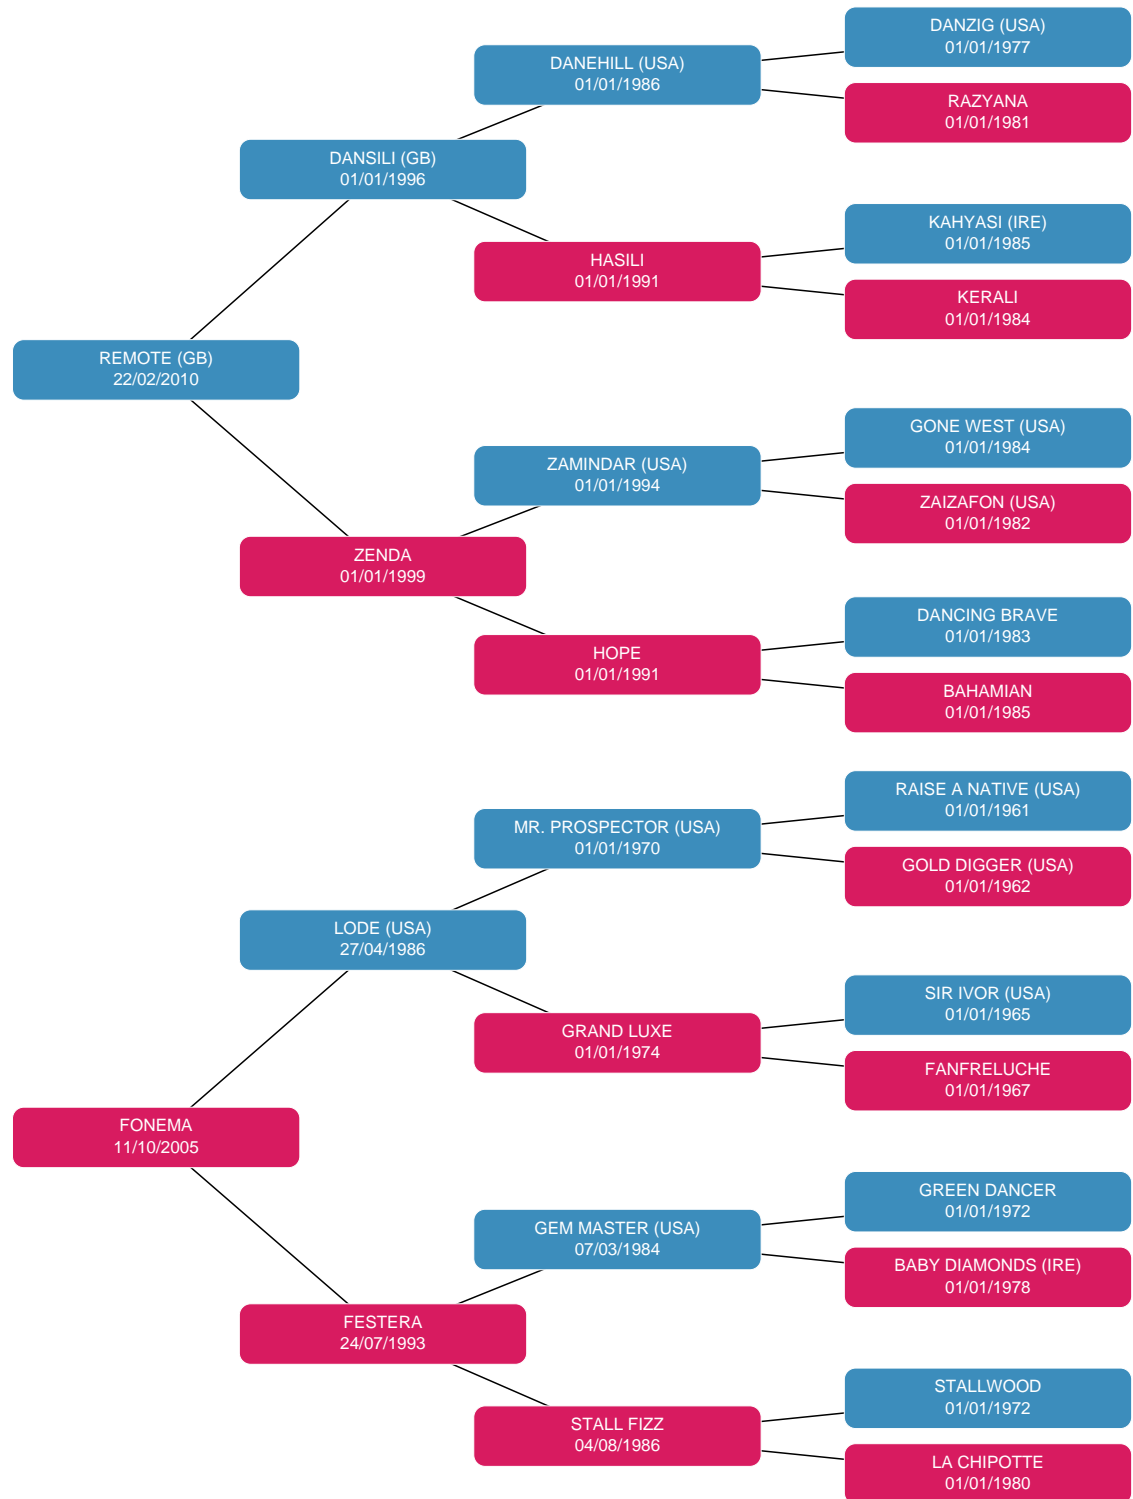 DANZIG (USA)
01/01/1977
DANEHILL (USA)
01/01/1986
RAZYANA
01/01/1981
DANSILI (GB)
01/01/1996
KAHYASI (IRE)
01/01/1985
HASILI
01/01/1991
KERALI
01/01/1984
REMOTE (GB)
22/02/2010
GONE WEST (USA)
01/01/1984
ZAMINDAR (USA)
01/01/1994
ZAIZAFON (USA)
01/01/1982
ZENDA
01/01/1999
DANCING BRAVE
01/01/1983
HOPE
01/01/1991
BAHAMIAN
01/01/1985
RAISE A NATIVE (USA)
01/01/1961
MR. PROSPECTOR (USA)
01/01/1970
GOLD DIGGER (USA)
01/01/1962
LODE (USA)
27/04/1986
SIR IVOR (USA)
01/01/1965
GRAND LUXE
01/01/1974
FANFRELUCHE
01/01/1967
FONEMA
11/10/2005
GREEN DANCER
01/01/1972
GEM MASTER (USA)
07/03/1984
BABY DIAMONDS (IRE)
01/01/1978
FESTERA
24/07/1993
STALLWOOD
01/01/1972
STALL FIZZ
04/08/1986
LA CHIPOTTE
01/01/1980